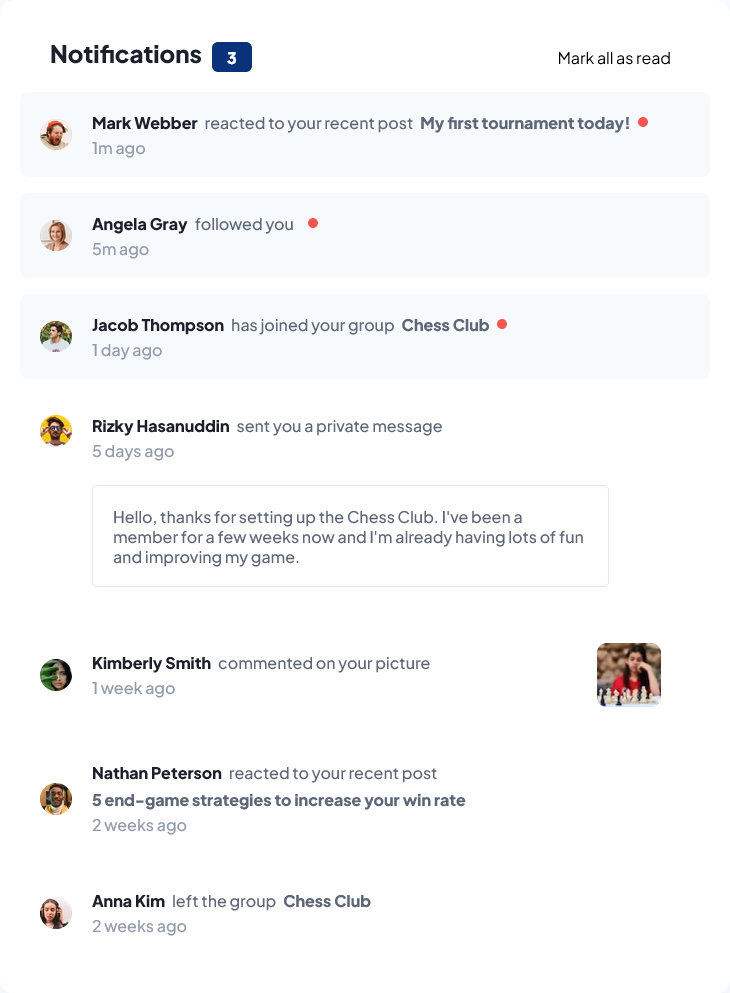 Notifications 3 Mark all as read
Mark Webber reacted to your recent post My first tournament today!
1m ago
Angela Gray followed you
5m ago
Jacob Thompson has joined your group Chess Club
1 day ago
Rizky Hasanuddin sent you a private message
5 days ago
Hello, thanks for setting up the Chess Club. I've been a
member for a few weeks now and I'm already having lots of fun
and improving my game.
Kimberly Smith commented on your picture
1 week ago
Nathan Peterson reacted to your recent post
5 end-game strategies to increase your win rate
2 weeks ago
Anna Kim left the group Chess Club
2 weeks ago